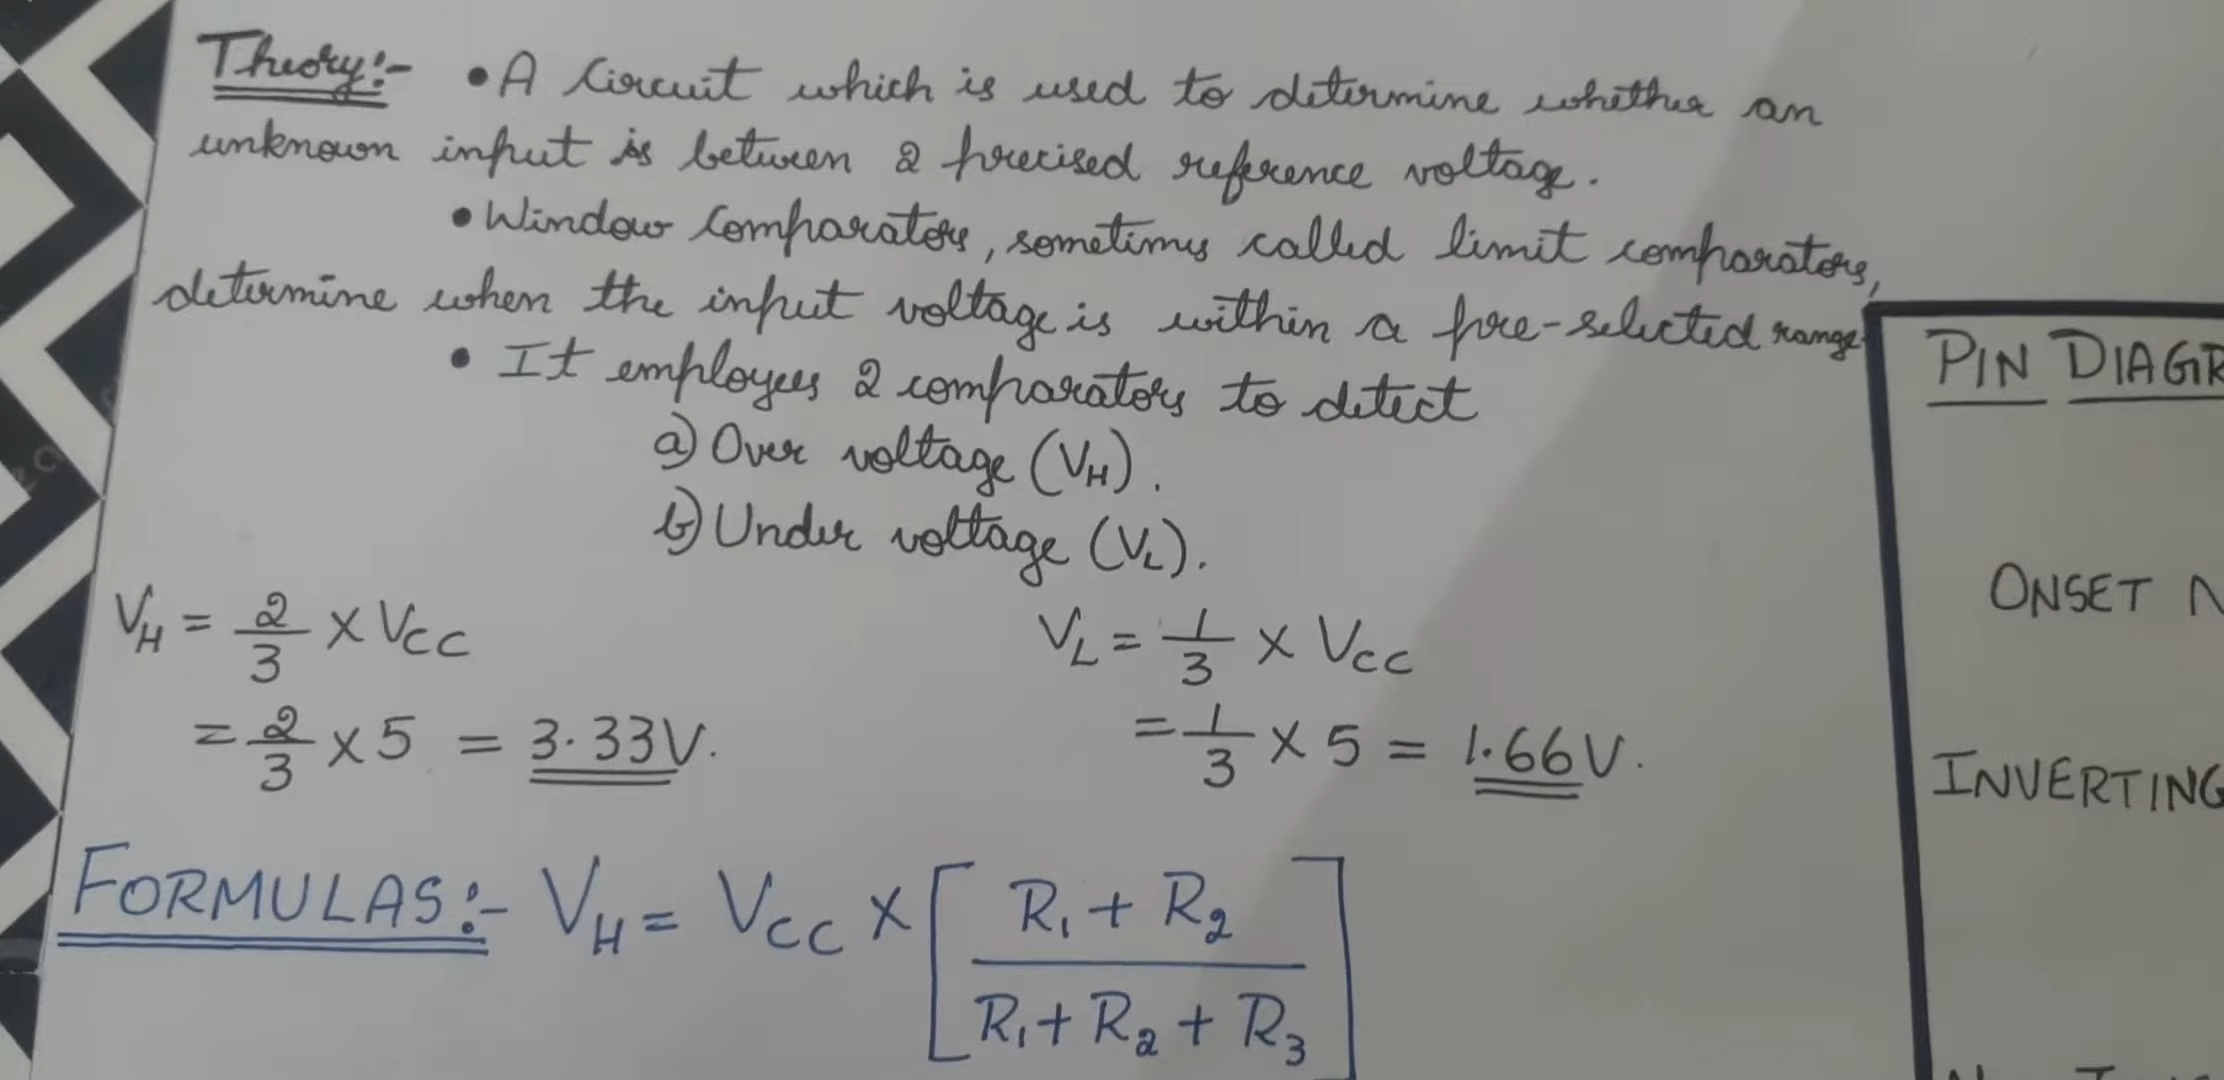 Theory:- • A Circuit which is used to determine whether an
unknown input is between 2 precised reference voltage.
• Window Comparators, sometimes called limit comparators,
determine when the input voltage is within a pre-selected range
• It employees 2 comparators to detect
a) Over voltage (VH).
b) Under voltage (VL).
VH = 2/3 × VCC
= 2/3 × 5 = 3.33V.
VL = 1/3 × VCC
= 1/3 × 5 = 1.66V.
FORMULAS:- VH = VCC × [R1 + R2 / R1 + R2 + R3]
PIN DIAGR
ONSET N
INVERTING